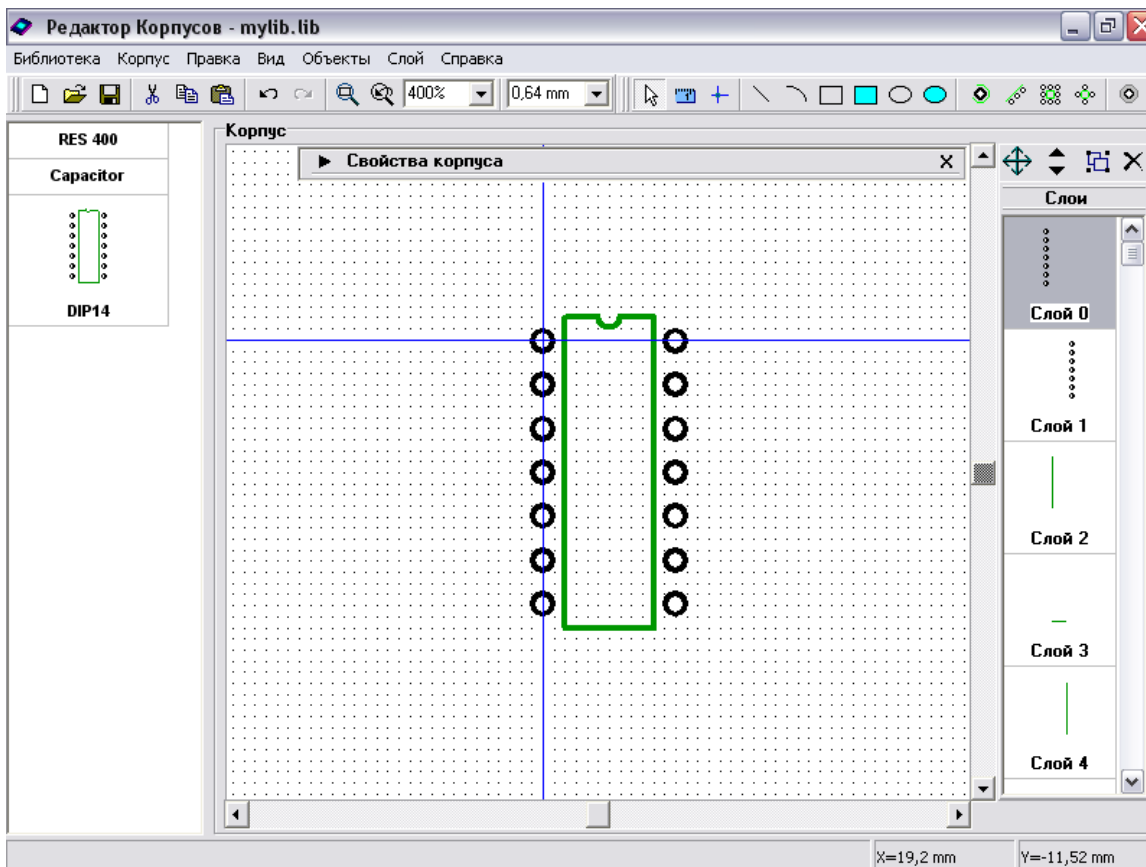 Редактор Корпусов - mylib.lib
Библиотека Корпус Правка Вид Объекты Слой Справка
400% 0,64 mm
RES 400
Capacitor
DIP14
Корпус
Свойства корпуса
Слои
Слой 0
Слой 1
Слой 2
Слой 3
Слой 4
X=19,2 mm Y=-11,52 mm